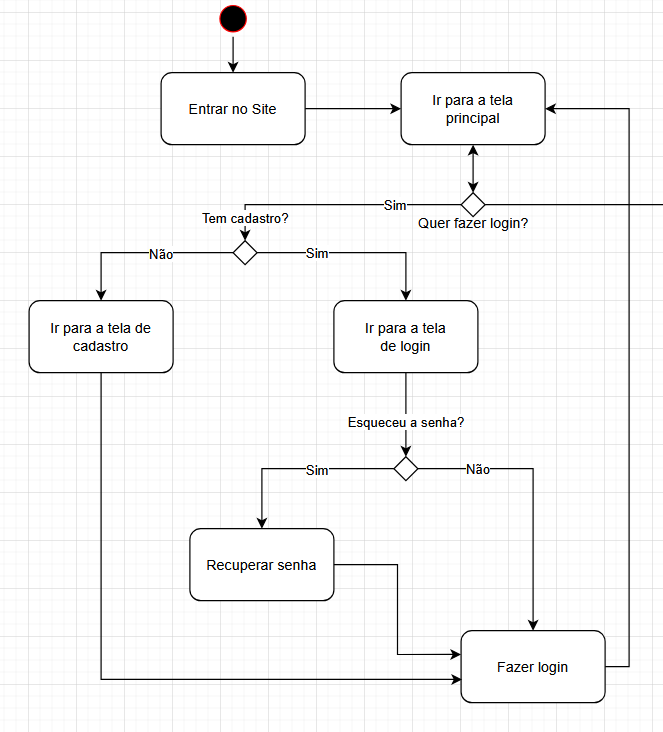 Entrar no Site
Ir para a tela
principal
Sim
Quer fazer login?
Tem cadastro?
Não
Sim
Ir para a tela de
cadastro
Ir para a tela
de login
Esqueceu a senha?
Sim
Não
Recuperar senha
Fazer login